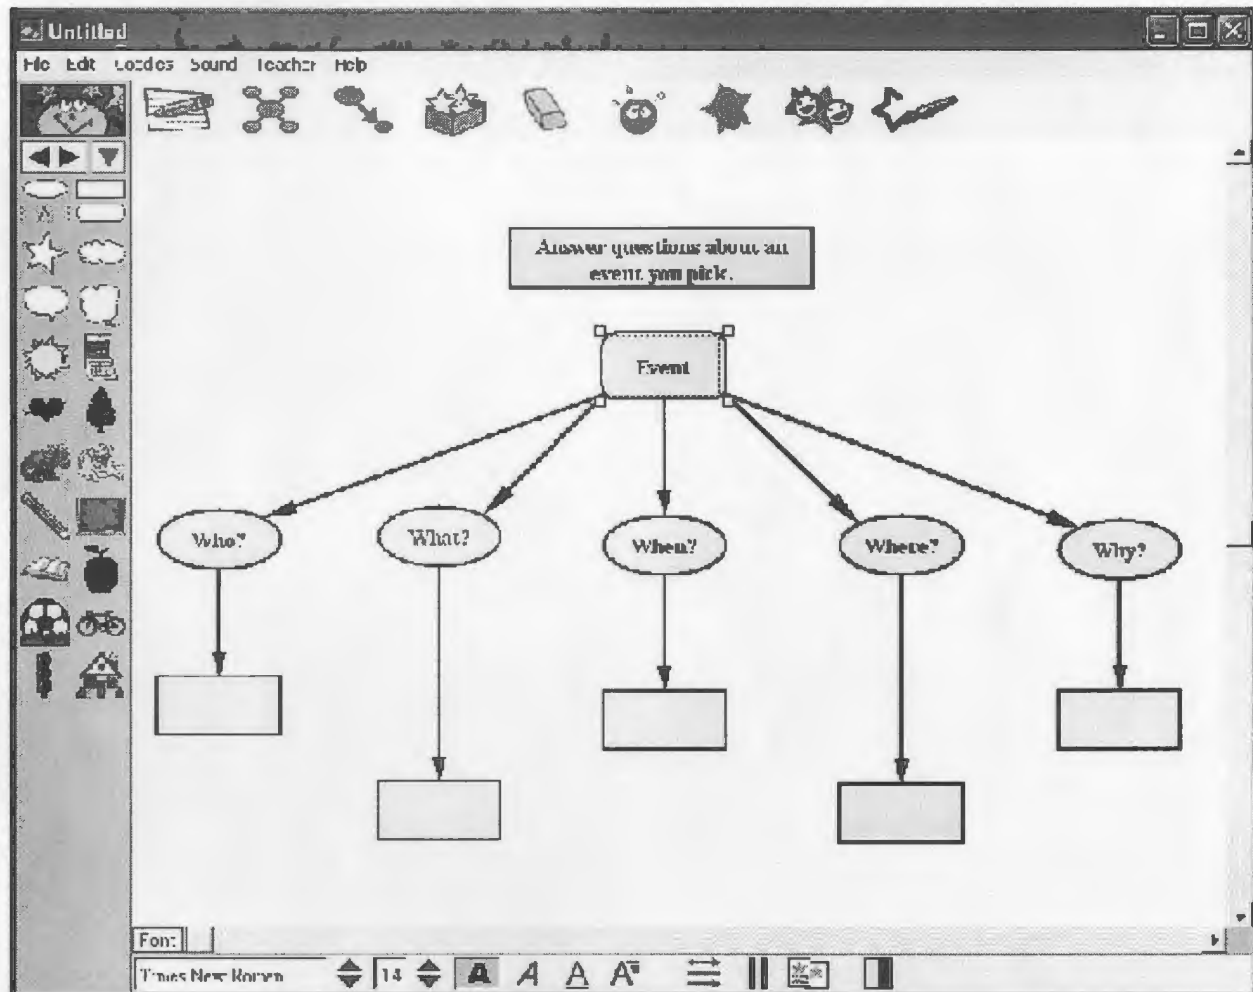 Untitled
File Edit Goodies Sound Teacher Help
Answer questions about an
event you pick.
Event
Who?
What?
When?
Where?
Why?
Font
Times New Roman 14 A A A A